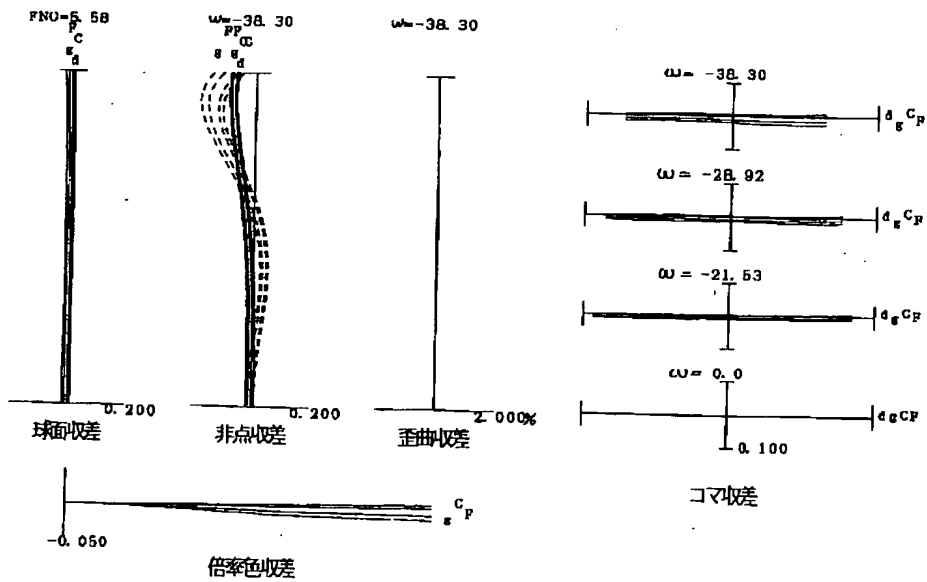 FNO=5.58
F
C
g
d
球面収差
0.200
ω=-38.30
FF
CC
g
g
d
非点収差
0.200
ω=-38.30
歪曲収差
2.000%
ω= -38.30
d g C F
ω= -28.92
d g C F
ω= -21.53
d g C F
ω= 0.0
d g C F
0.100
コマ収差
-0.050
g C F
倍率色収差